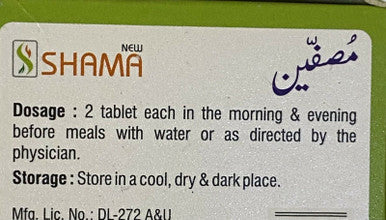 NEW
SHAMA
مُصفّین
Dosage : 2 tablet each in the morning & evening
before meals with water or as directed by the
physician.
Storage : Store in a cool, dry & dark place.
Mfg. Lic. No.: DL-272 A&U